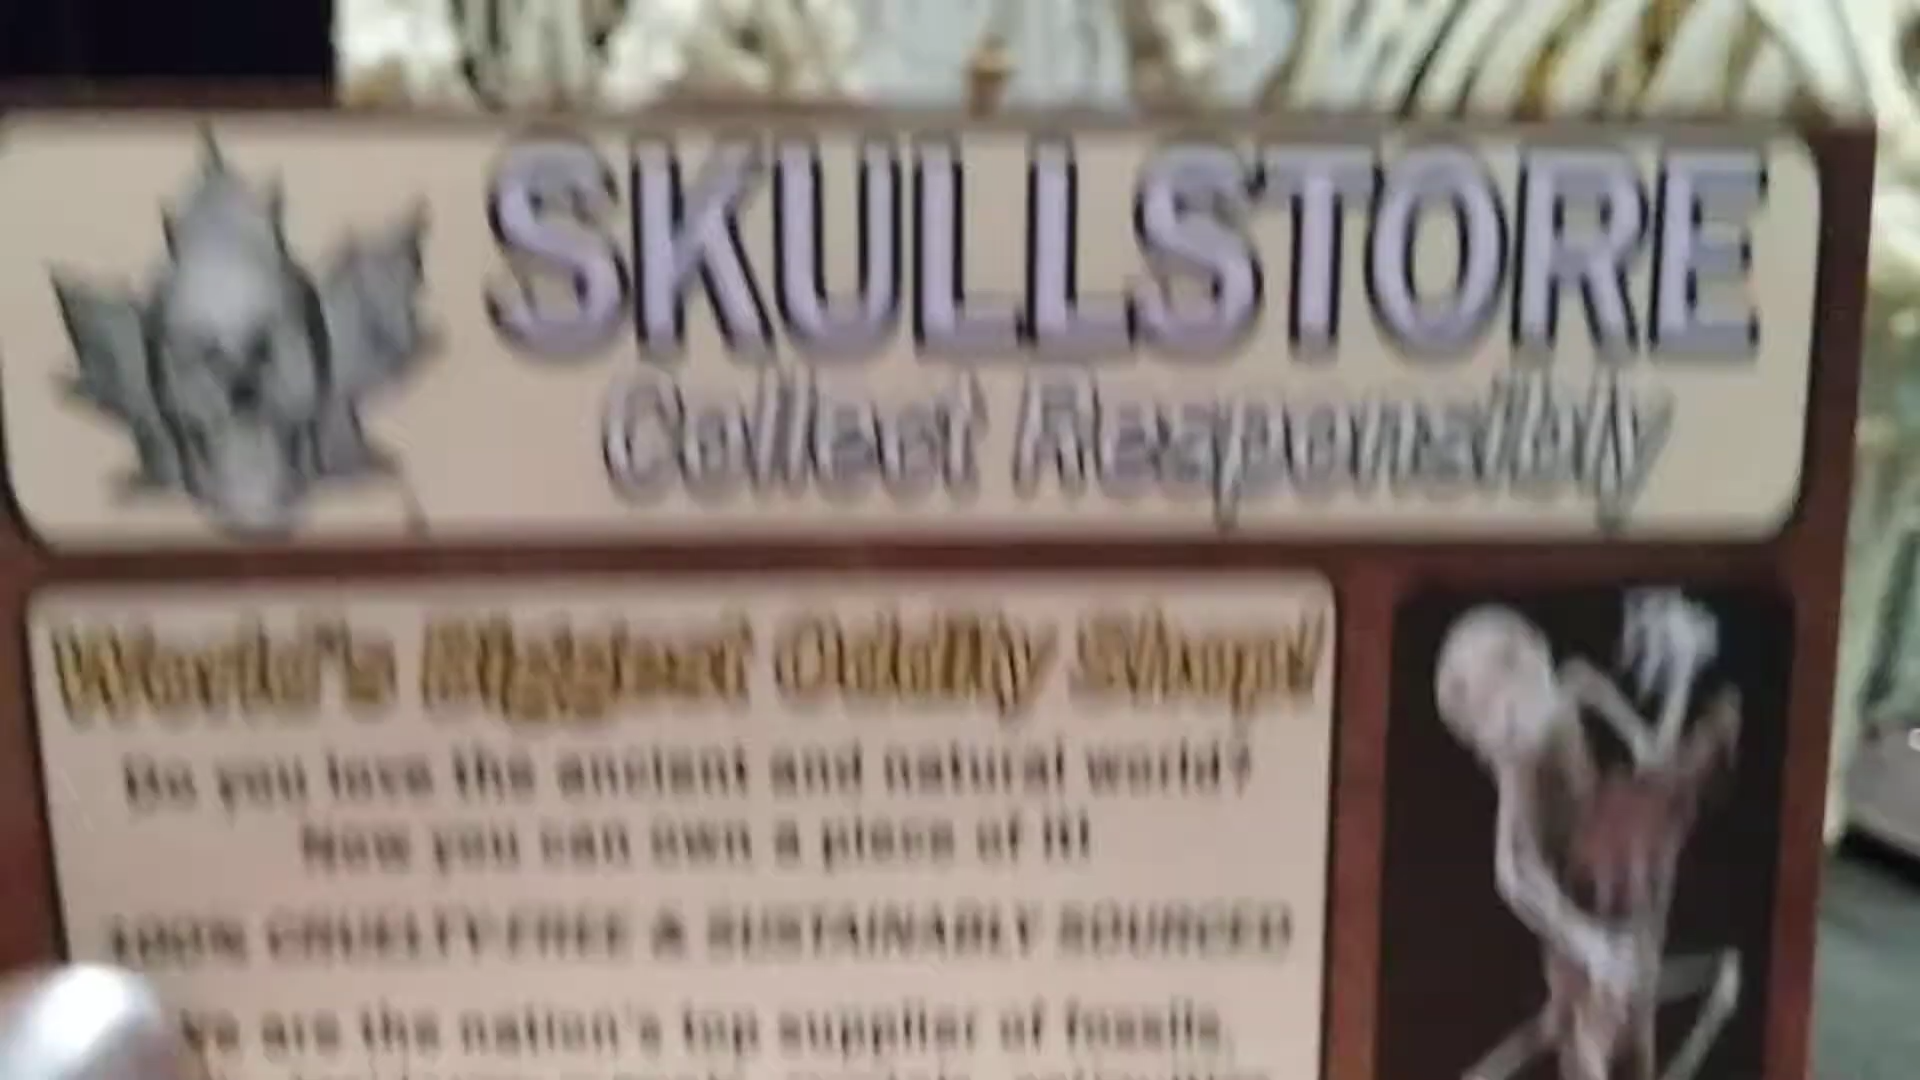 SKULLSTORE
Collect Responsibly
World's Biggest Oddity Shop!
Do you love the ancient and natural world?
Now you can own a piece of it!
100% CRUELTY-FREE & SUSTAINABLY SOURCED
We are the nation's top supplier of fossils,